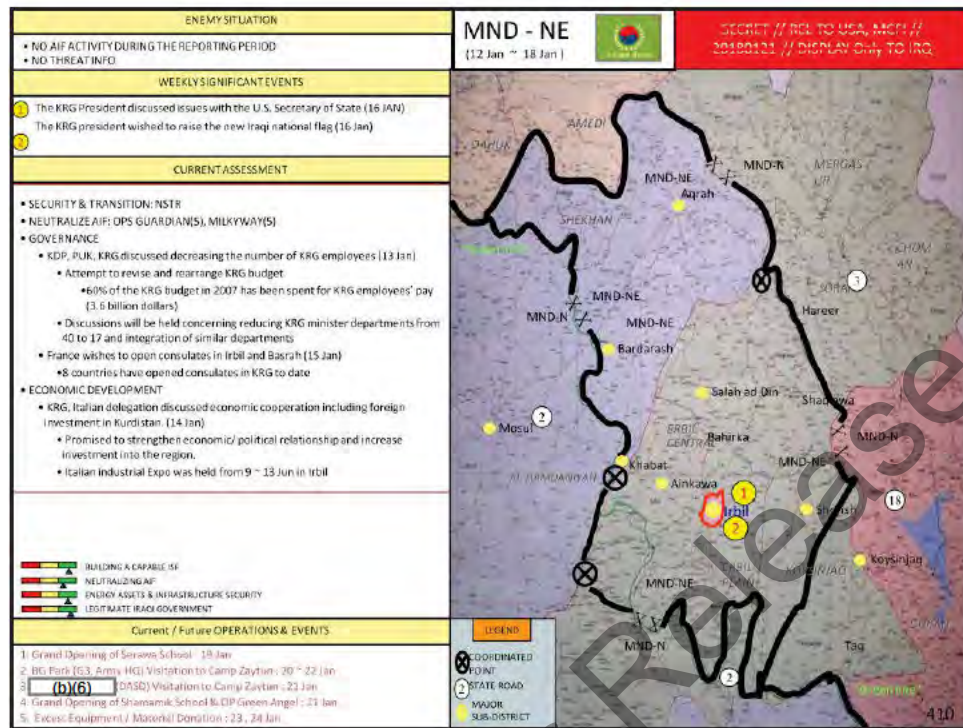 ENEMY SITUATION
• NO AIF ACTIVITY DURING THE REPORTING PERIOD
• NO THREAT INFO
WEEKLY SIGNIFICANT EVENTS
1 The KRG President discussed issues with the U.S. Secretary of State (16 JAN)
The KRG president wished to raise the new Iraqi national flag (16 Jan)
2
CURRENT ASSESSMENT
• SECURITY & TRANSITION: NSTR
• NEUTRALIZE AIF: OPS GUARDIAN(5), MILKYWAY(5)
• GOVERNANCE
• KDP, PUK, KRG discussed decreasing the number of KRG employees (13 Jan)
• Attempt to revise and rearrange KRG budget
•60% of the KRG budget in 2007 has been spent for KRG employees' pay
(3.6 billion dollars)
• Discussions will be held concerning reducing KRG minister departments from
40 to 17 and integration of similar departments
• France wishes to open consulates in Irbil and Basrah (15 Jan)
•8 countries have opened consulates in KRG to date
• ECONOMIC DEVELOPMENT
• KRG, Italian delegation discussed economic cooperation including foreign
investment in Kurdistan. (14 Jan)
• Promised to strengthen economic/ political relationship and increase
investment into the region.
• Italian industrial Expo was held from 9 ~ 13 Jun in Irbil
BUILDING A CAPABLE ISF
NEUTRALIZING AIF
ENERGY ASSETS & INFRASTRUCTURE SECURITY
LEGITIMATE IRAQI GOVERNMENT
Current / Future OPERATIONS & EVENTS
1. Grand Opening of Serawa School : 19 Jan
2. BG Park (G3, Army HQ) Visitation to Camp Zaytun : 20 ~ 22 Jan
3. (b)(6) (DASD) Visitation to Camp Zaytun : 21 Jan
4. Grand Opening of Shamamik School & OP Green Angel : 21 Jan
5. Excess Equipment / Material Donation : 23, 24 Jan
MND - NE
(12 Jan ~ 18 Jan )
SECRET // REL TO USA, MCFI //
20180121 // DISPLAY Only TO IRQ
AMEDI
DAHUK
MND-N
MERGAS
UR
MND-NE
Aqrah
SHEKHAN
3
SORAN
Hareer
MND-NE
MND-N
MND-NE
Bardarash
Salah ad Din
Shaqlawa
2
Mosul
ERBIL
CENTRAL
Bahirka
MND-N
MND-NE
Khabat
AL HAMDANIYAH
Ainkawa
1
Irbil
2
18
Koysinjaq
KOYSINJAQ
ERBIL
PLAIN
MND-NE
MND-N
Taq
2
LEGEND
COORDINATED
POINT
2 STATE ROAD
MAJOR
SUB-DISTRICT
Release
410